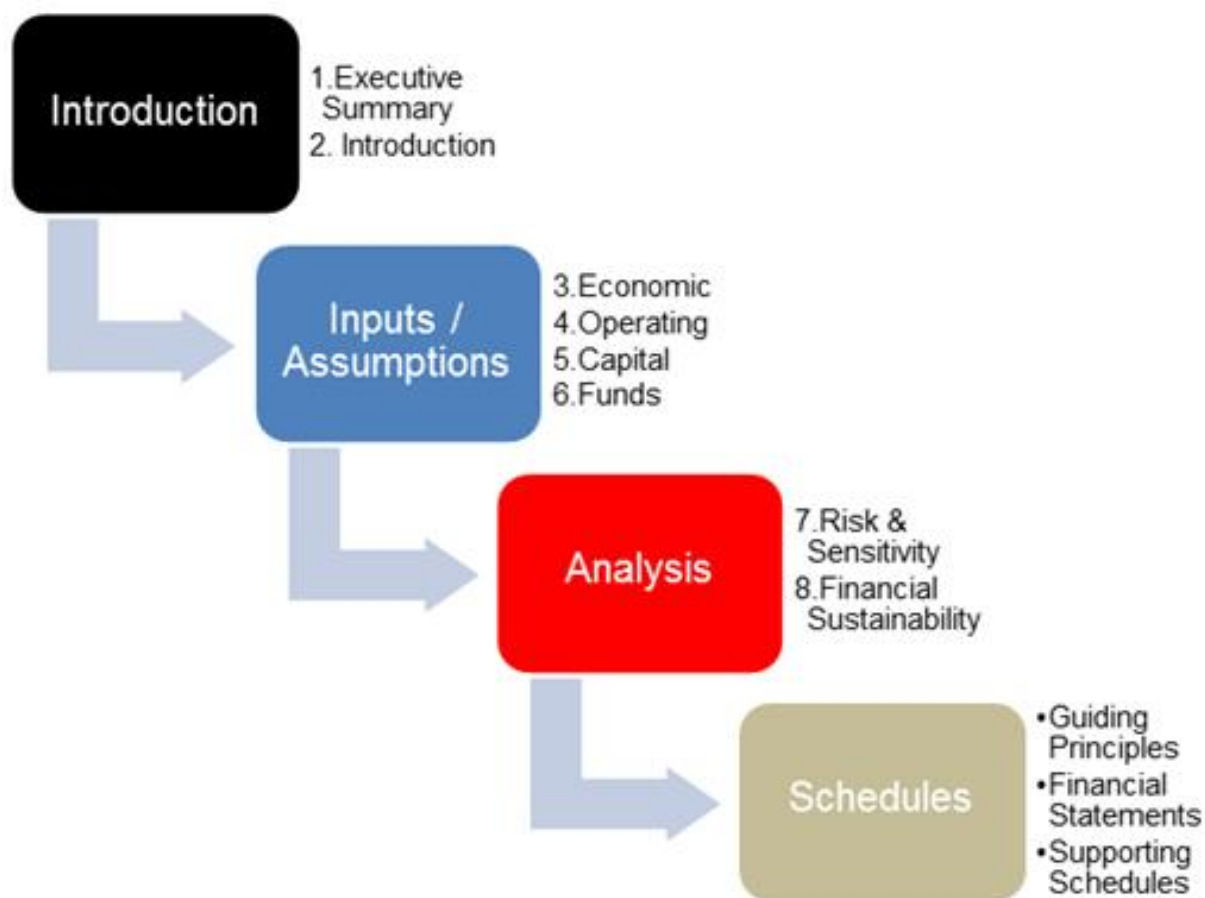 Introduction
1.Executive
Summary
2. Introduction
Inputs /
Assumptions
3.Economic
4.Operating
5.Capital
6.Funds
Analysis
7.Risk &
Sensitivity
8.Financial
Sustainability
Schedules
•Guiding
Principles
•Financial
Statements
•Supporting
Schedules